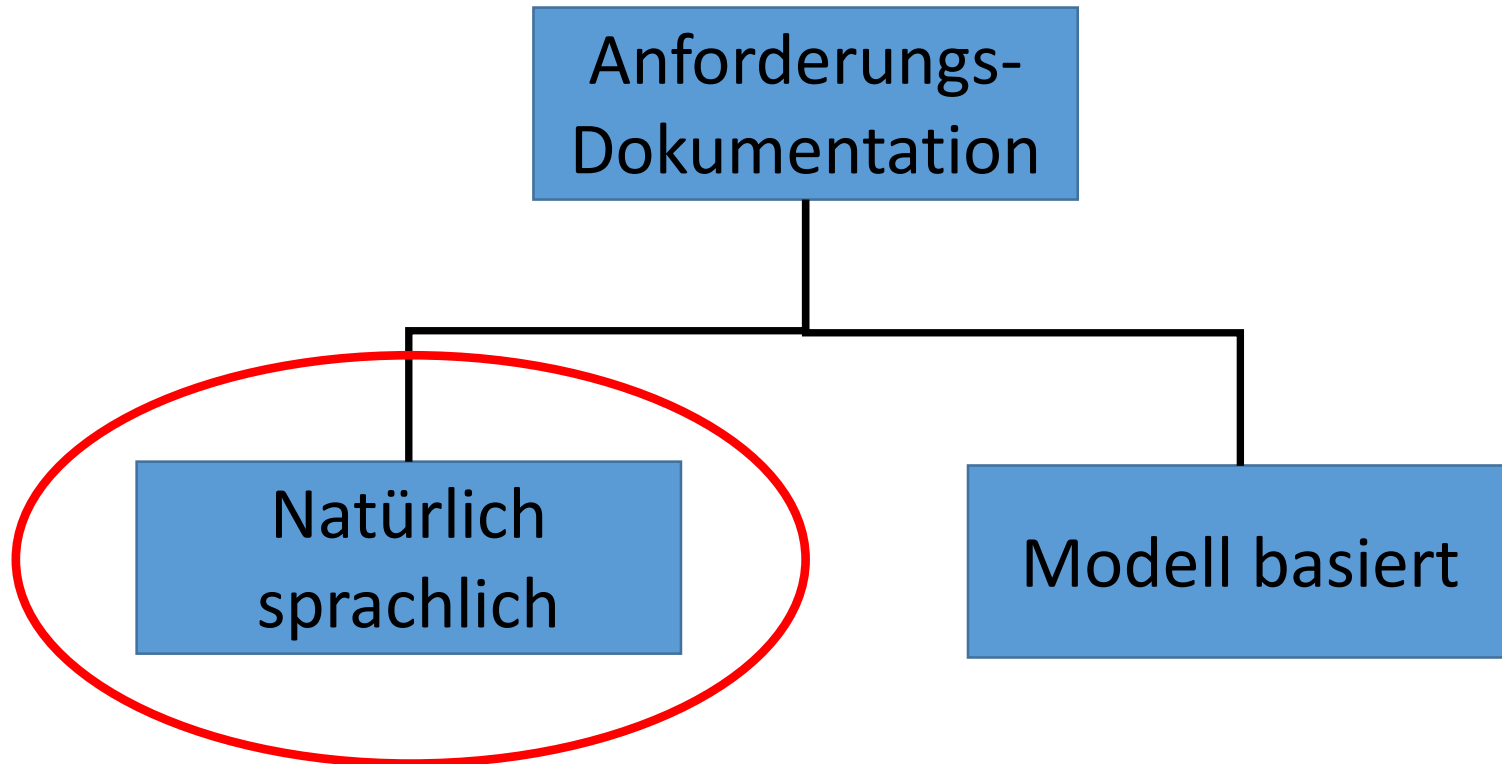 Anforderungs-
Dokumentation
Natürlich
sprachlich
Modell basiert